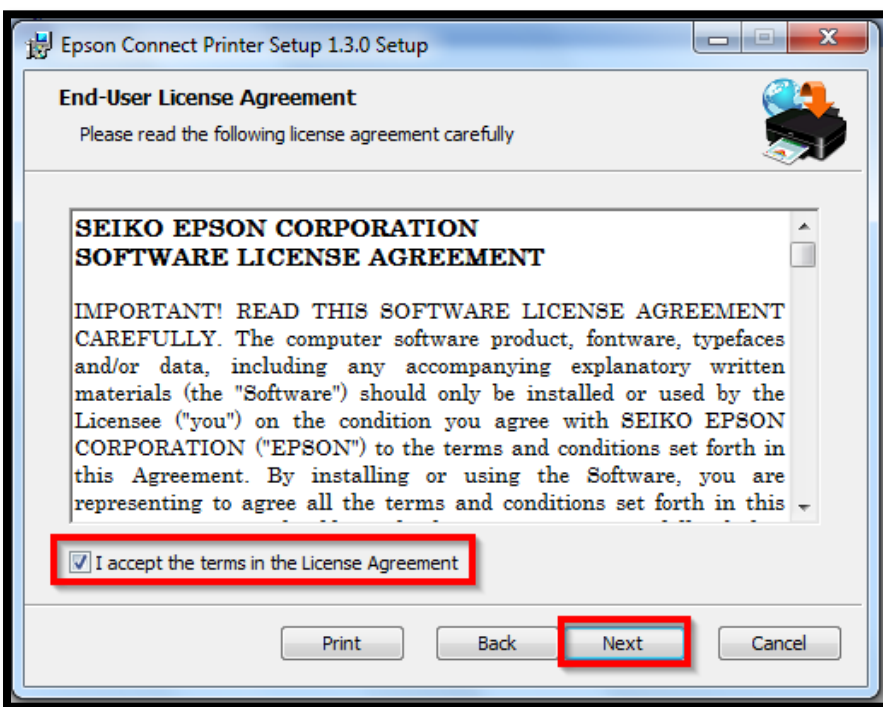 Epson Connect Printer Setup 1.3.0 Setup
End-User License Agreement
Please read the following license agreement carefully
SEIKO EPSON CORPORATION
SOFTWARE LICENSE AGREEMENT
IMPORTANT! READ THIS SOFTWARE LICENSE AGREEMENT
CAREFULLY. The computer software product, fontware, typefaces
and/or data, including any accompanying explanatory written
materials (the "Software") should only be installed or used by the
Licensee ("you") on the condition you agree with SEIKO EPSON
CORPORATION ("EPSON") to the terms and conditions set forth in
this Agreement. By installing or using the Software, you are
representing to agree all the terms and conditions set forth in this
I accept the terms in the License Agreement
Print Back Next Cancel